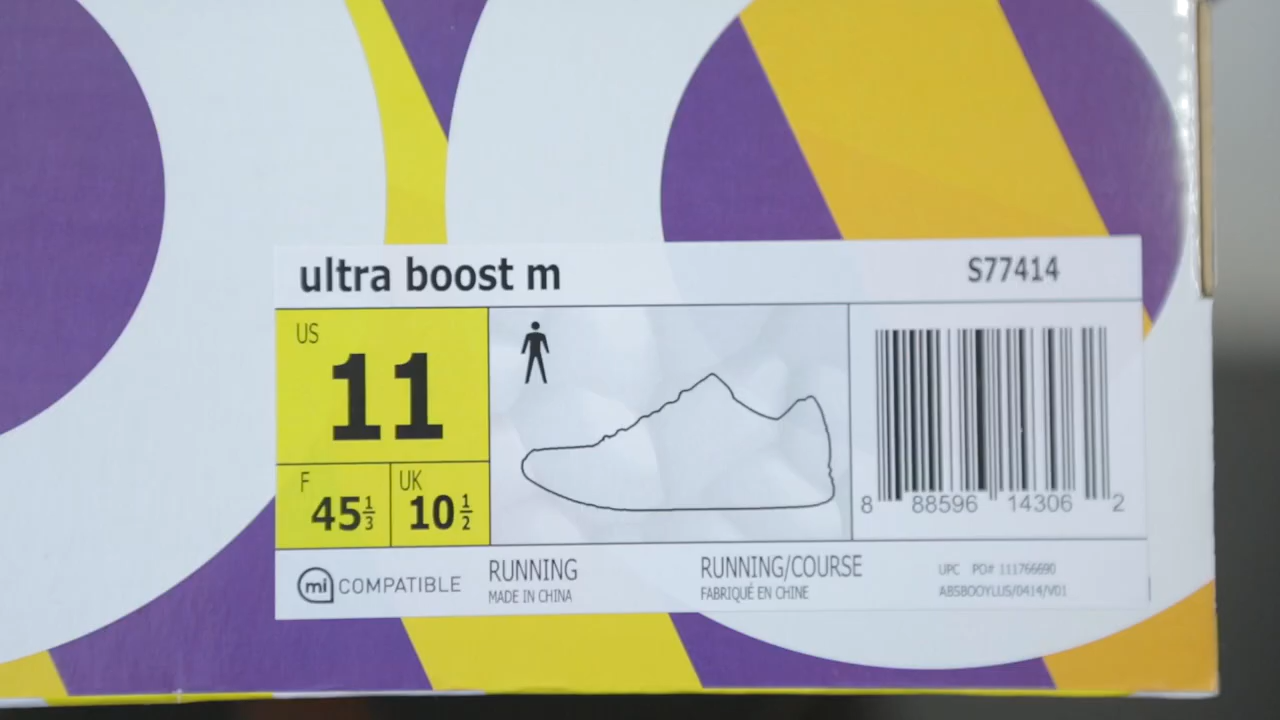 ultra boost m
S77414
US
11
F
45 1/3
UK
10 1/2
8 88596 14306 2
mi COMPATIBLE
RUNNING
MADE IN CHINA
RUNNING/COURSE
FABRIQUÉ EN CHINE
UPC PO# 111766690